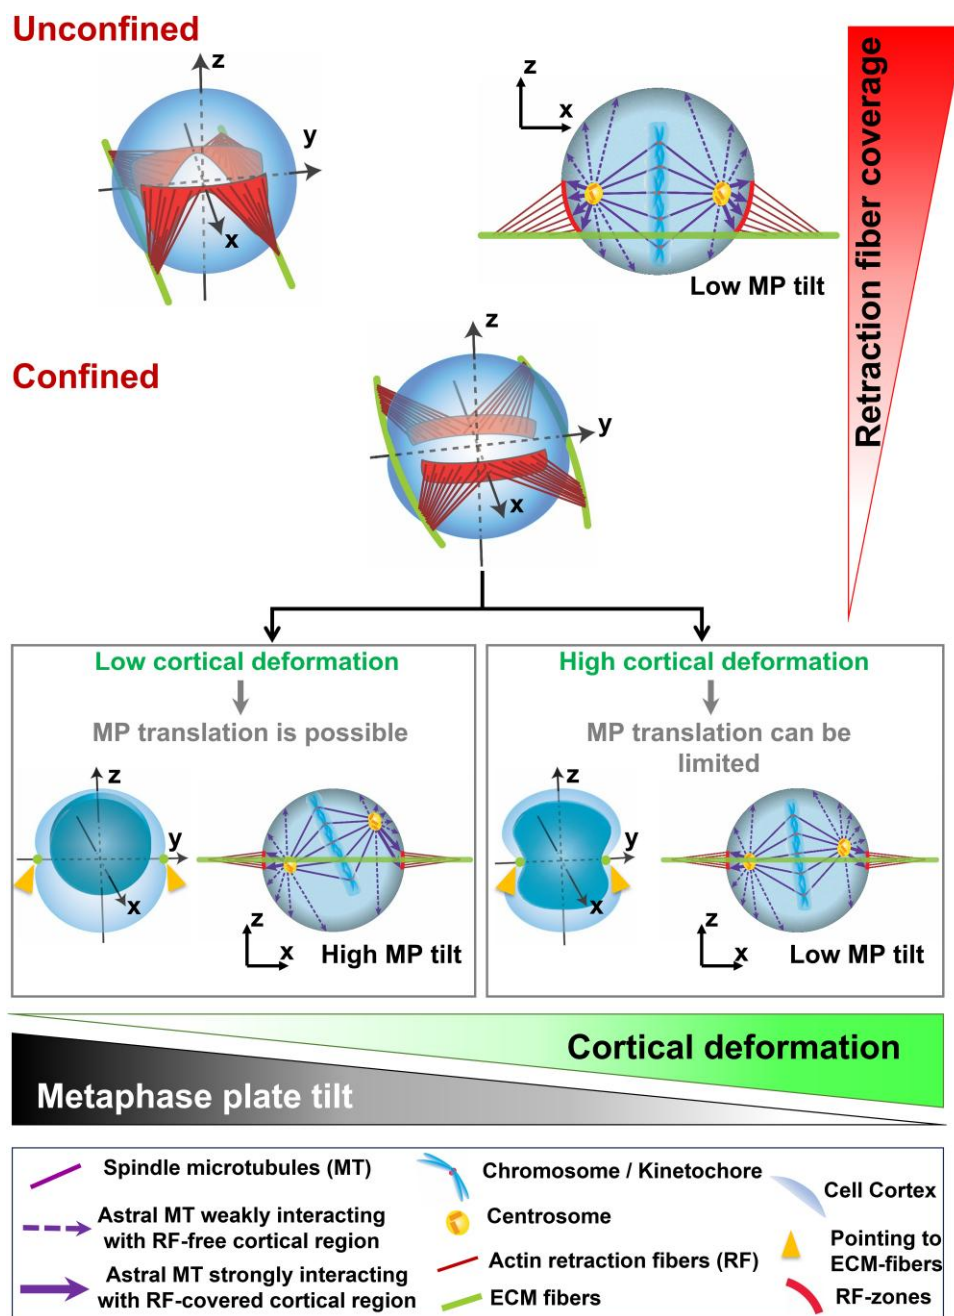 Unconfined
z
y
x
z
x
Low MP tilt
Retraction fiber coverage
Confined
z
y
x
Low cortical deformation
MP translation is possible
z
y
x
z
x
High MP tilt
High cortical deformation
MP translation can be
limited
z
y
x
z
x
Low MP tilt
Cortical deformation
Metaphase plate tilt
Spindle microtubules (MT)
Astral MT weakly interacting
with RF-free cortical region
Astral MT strongly interacting
with RF-covered cortical region
Chromosome / Kinetochore
Centrosome
Actin retraction fibers (RF)
ECM fibers
Cell Cortex
Pointing to
ECM-fibers
RF-zones